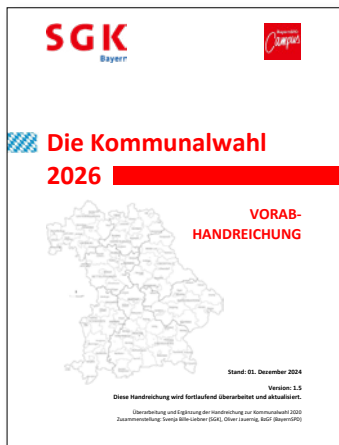 SGK
Bayern
Campus
Die Kommunalwahl
2026
VORAB-
HANDREICHUNG
Stand: 01. Dezember 2024
Version: 1.5
Diese Handreichung wird fortlaufend überarbeitet und aktualisiert.
Überarbeitung und Ergänzung der Handreichung zur Kommunalwahl 2020
Zusammenstellung: Svenja Bille-Liebner (SGK), Oliver Jauernig, BzGF (BayernSPD)